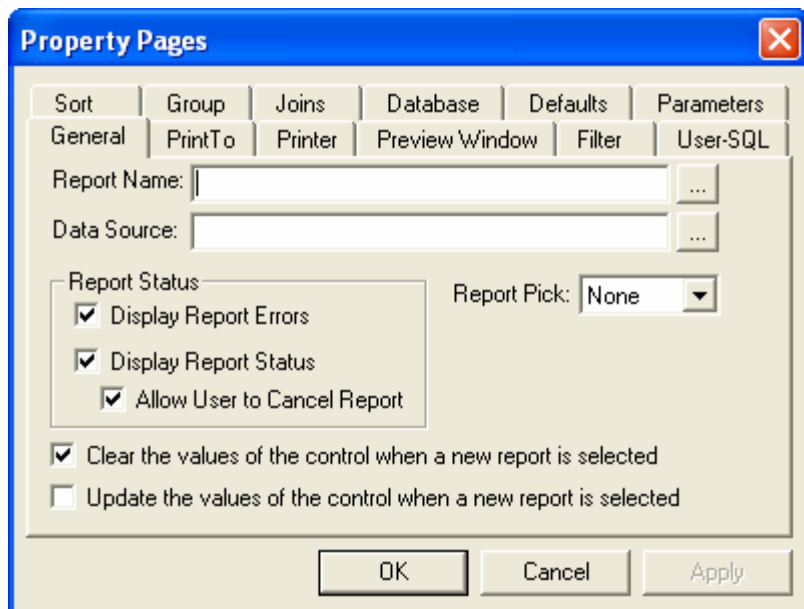 Property Pages
Sort Group Joins Database Defaults Parameters
General PrintTo Printer Preview Window Filter User-SQL
Report Name: ...
Data Source: ...
Report Status
Report Pick: None
Display Report Errors
Display Report Status
Allow User to Cancel Report
Clear the values of the control when a new report is selected
Update the values of the control when a new report is selected
OK Cancel Apply